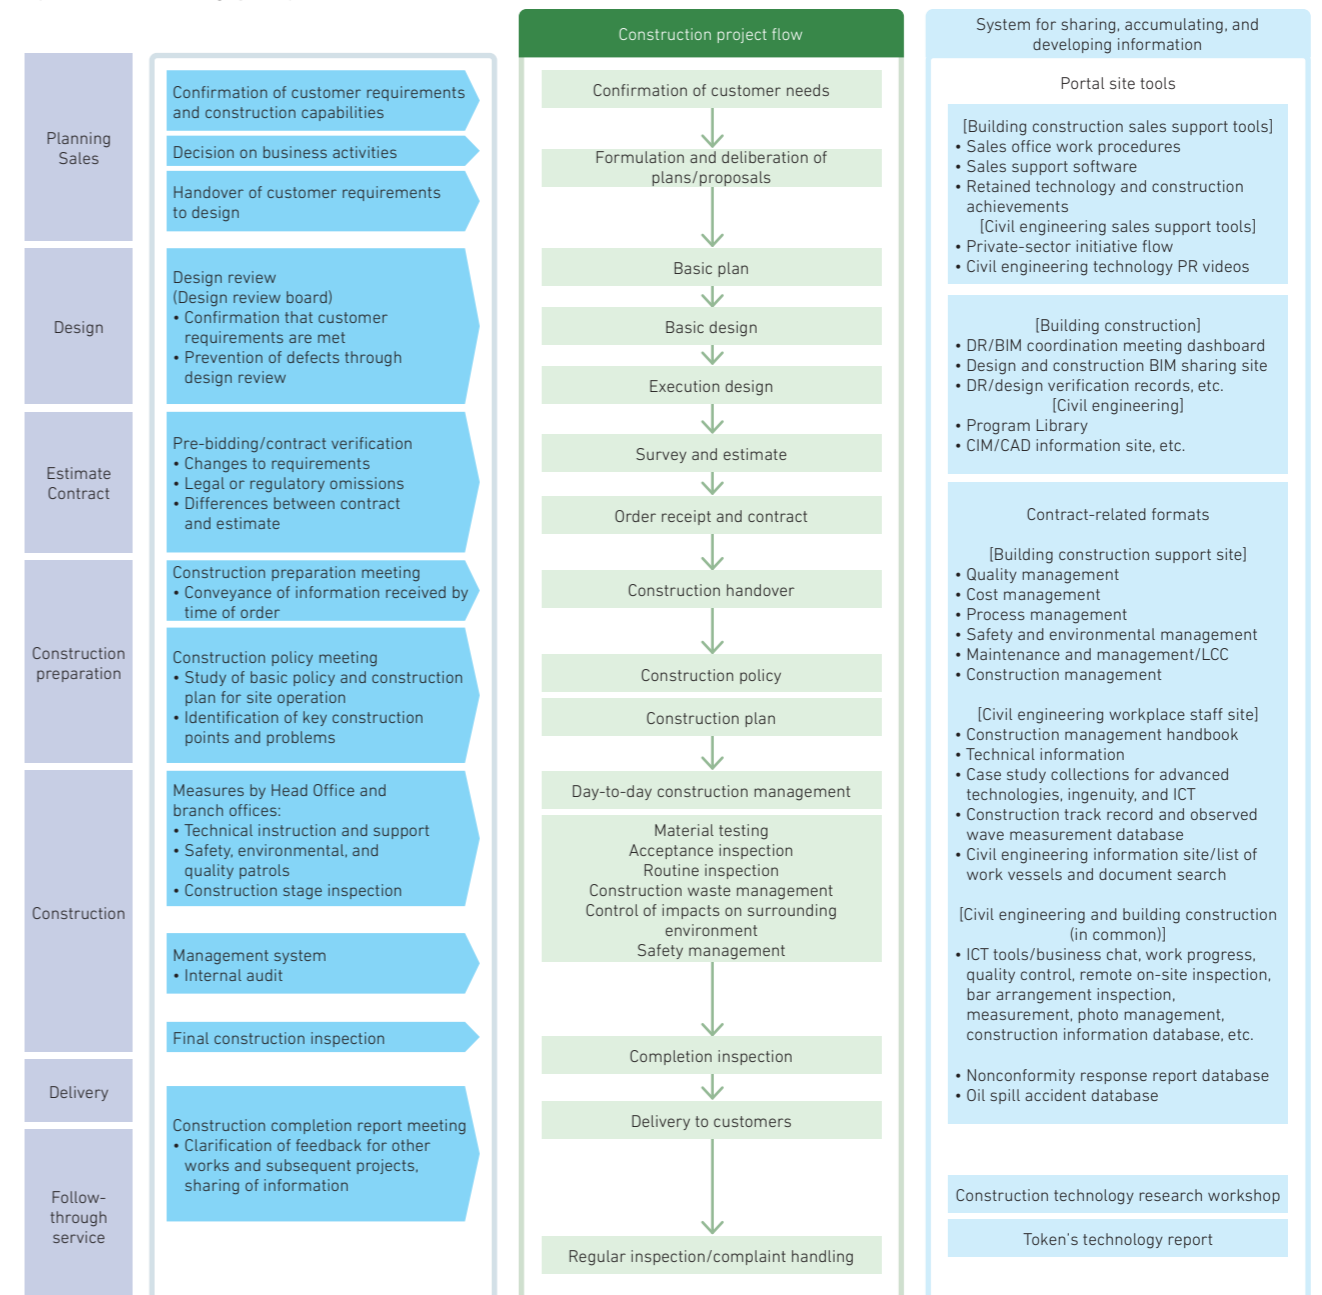 Planning
Sales
Design
Estimate
Contract
Construction
preparation
Construction
Delivery
Follow-
through
service
Confirmation of customer requirements
and construction capabilities
Decision on business activities
Handover of customer requirements
to design
Design review
(Design review board)
• Confirmation that customer
requirements are met
• Prevention of defects through
design review
Pre-bidding/contract verification
• Changes to requirements
• Legal or regulatory omissions
• Differences between contract
and estimate
Construction preparation meeting
• Conveyance of information received by
time of order
Construction policy meeting
• Study of basic policy and construction
plan for site operation
• Identification of key construction
points and problems
Measures by Head Office and
branch offices:
• Technical instruction and support
• Safety, environmental, and
quality patrols
• Construction stage inspection
Management system
• Internal audit
Final construction inspection
Construction completion report meeting
• Clarification of feedback for other
works and subsequent projects,
sharing of information
Construction project flow
Confirmation of customer needs
Formulation and deliberation of
plans/proposals
Basic plan
Basic design
Execution design
Survey and estimate
Order receipt and contract
Construction handover
Construction policy
Construction plan
Day-to-day construction management
Material testing
Acceptance inspection
Routine inspection
Construction waste management
Control of impacts on surrounding
environment
Safety management
Completion inspection
Delivery to customers
Regular inspection/complaint handling
System for sharing, accumulating, and
developing information
Portal site tools
[Building construction sales support tools]
• Sales office work procedures
• Sales support software
• Retained technology and construction
achievements
[Civil engineering sales support tools]
• Private-sector initiative flow
• Civil engineering technology PR videos
[Building construction]
• DR/BIM coordination meeting dashboard
• Design and construction BIM sharing site
• DR/design verification records, etc.
[Civil engineering]
• Program Library
• CIM/CAD information site, etc.
Contract-related formats
[Building construction support site]
• Quality management
• Cost management
• Process management
• Safety and environmental management
• Maintenance and management/LCC
• Construction management
[Civil engineering workplace staff site]
• Construction management handbook
• Technical information
• Case study collections for advanced
technologies, ingenuity, and ICT
• Construction track record and observed
wave measurement database
• Civil engineering information site/list of
work vessels and document search
[Civil engineering and building construction
(in common)]
• ICT tools/business chat, work progress,
quality control, remote on-site inspection,
bar arrangement inspection,
measurement, photo management,
construction information database, etc.
• Nonconformity response report database
• Oil spill accident database
Construction technology research workshop
Token's technology report